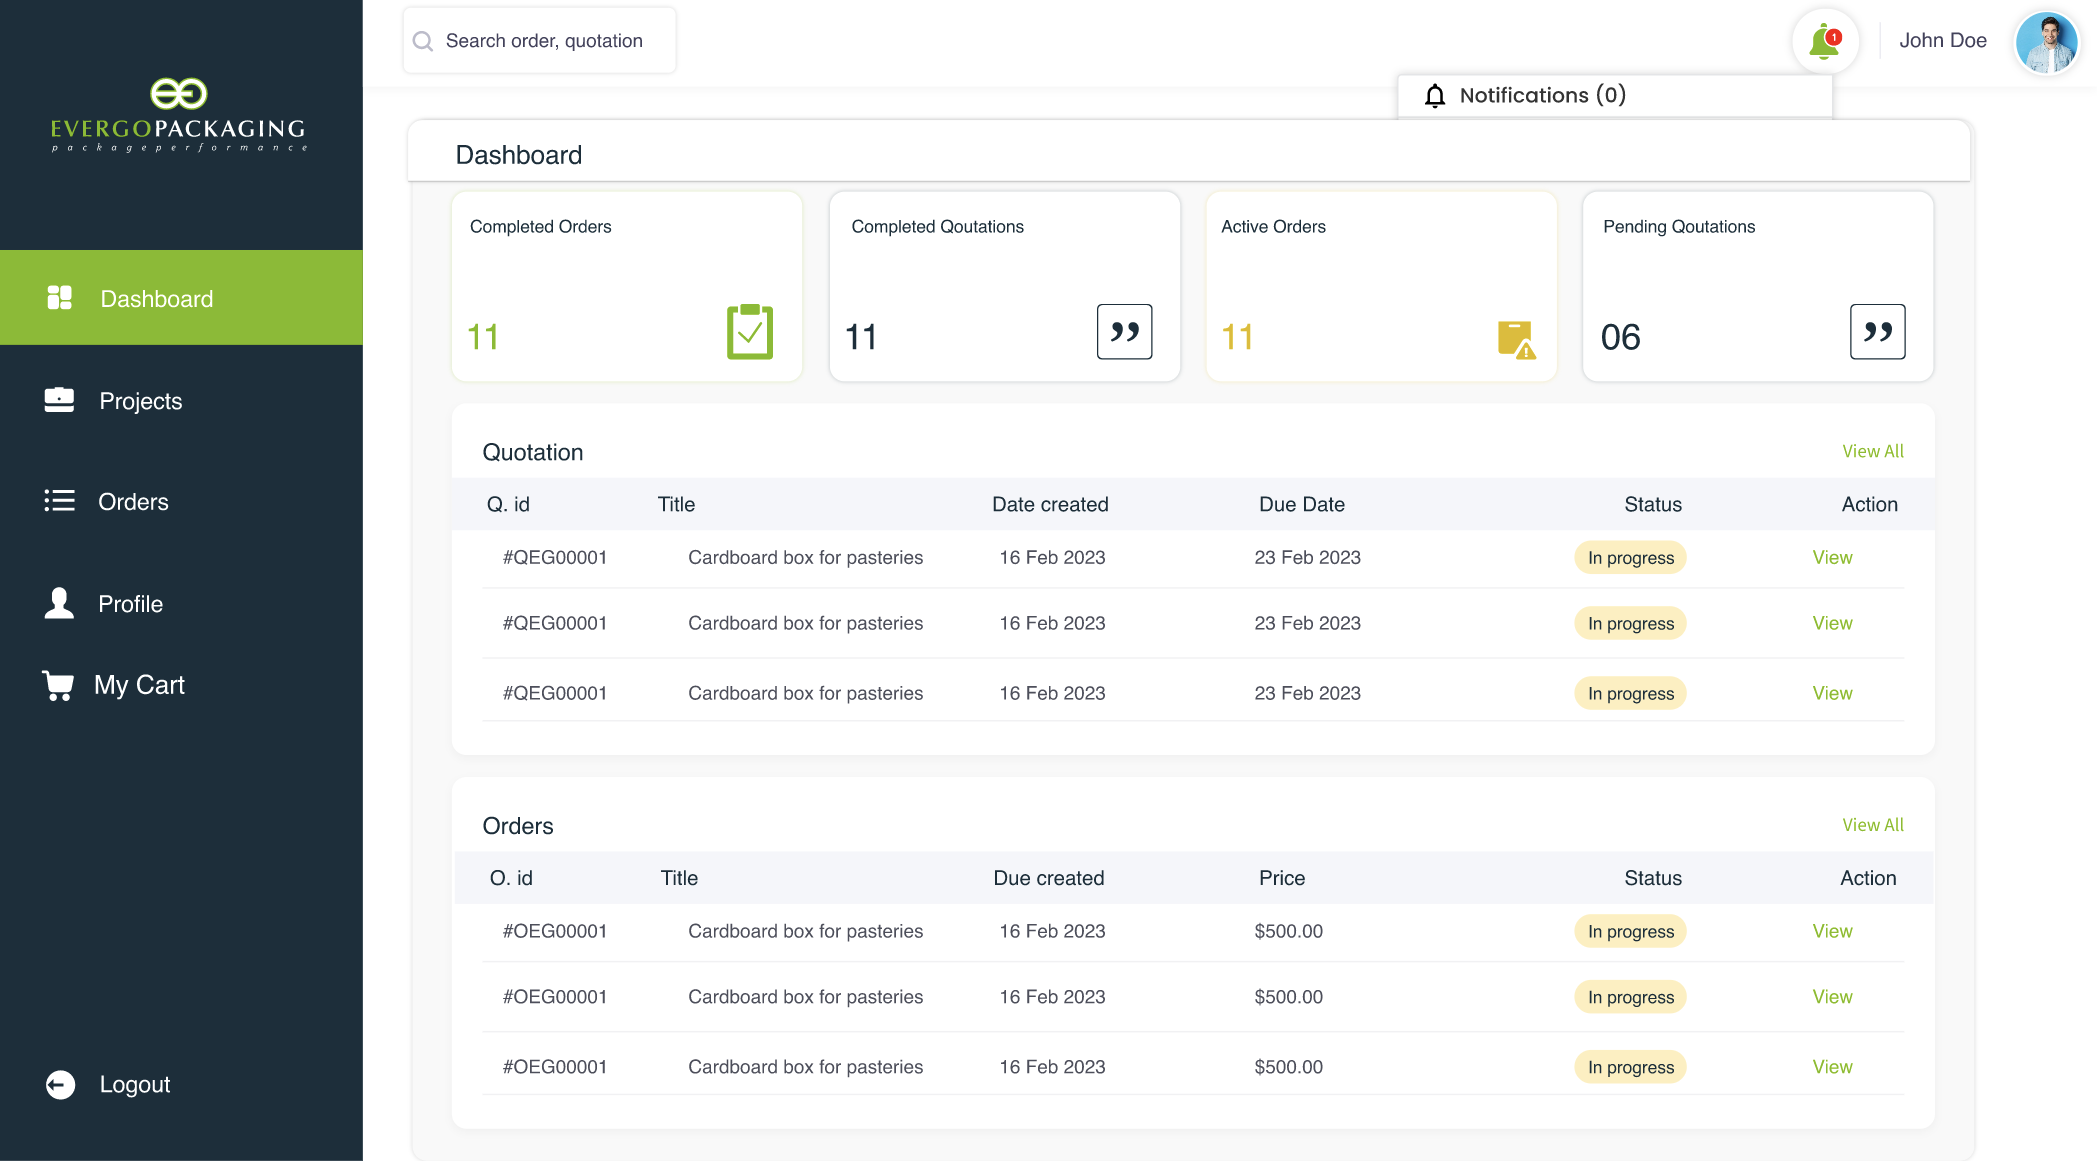 Search order, quotation
1
John Doe
Notifications (0)
EVERGOPACKAGING
packageperformance
Dashboard
Projects
Orders
Profile
My Cart
Logout
Dashboard
Completed Orders
11
Completed Qoutations
11
Active Orders
11
Pending Qoutations
06
Quotation View All
Q. id Title Date created Due Date Status Action
#QEG00001 Cardboard box for pasteries 16 Feb 2023 23 Feb 2023 In progress View
#QEG00001 Cardboard box for pasteries 16 Feb 2023 23 Feb 2023 In progress View
#QEG00001 Cardboard box for pasteries 16 Feb 2023 23 Feb 2023 In progress View
Orders View All
O. id Title Due created Price Status Action
#OEG00001 Cardboard box for pasteries 16 Feb 2023 $500.00 In progress View
#OEG00001 Cardboard box for pasteries 16 Feb 2023 $500.00 In progress View
#OEG00001 Cardboard box for pasteries 16 Feb 2023 $500.00 In progress View